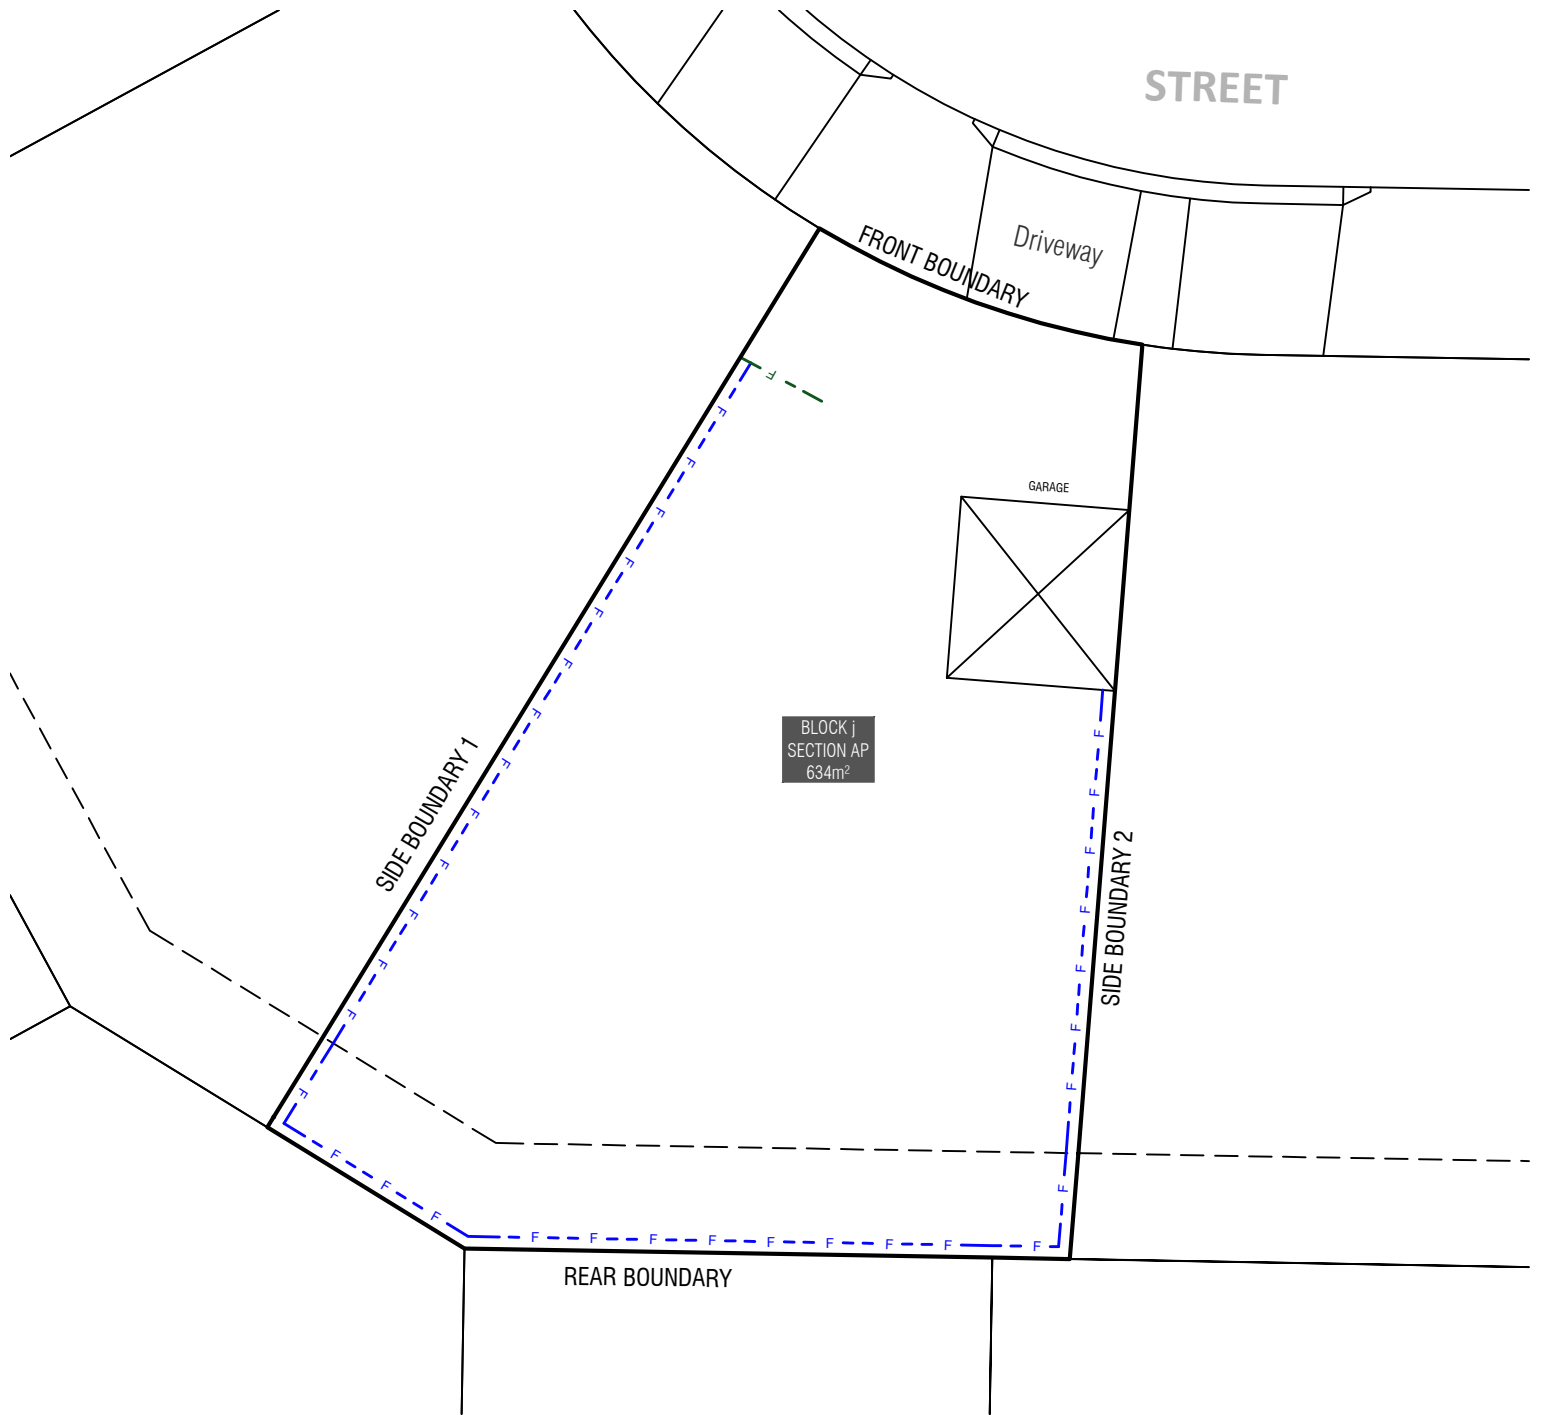 STREET
FRONT BOUNDARY
Driveway
F
GARAGE
BLOCK j
SECTION AP
634m²
SIDE BOUNDARY 1
F F F F F F F F F F F F F F
SIDE BOUNDARY 2
F F F F F F F F
F F F
F F F F F F F F F
REAR BOUNDARY